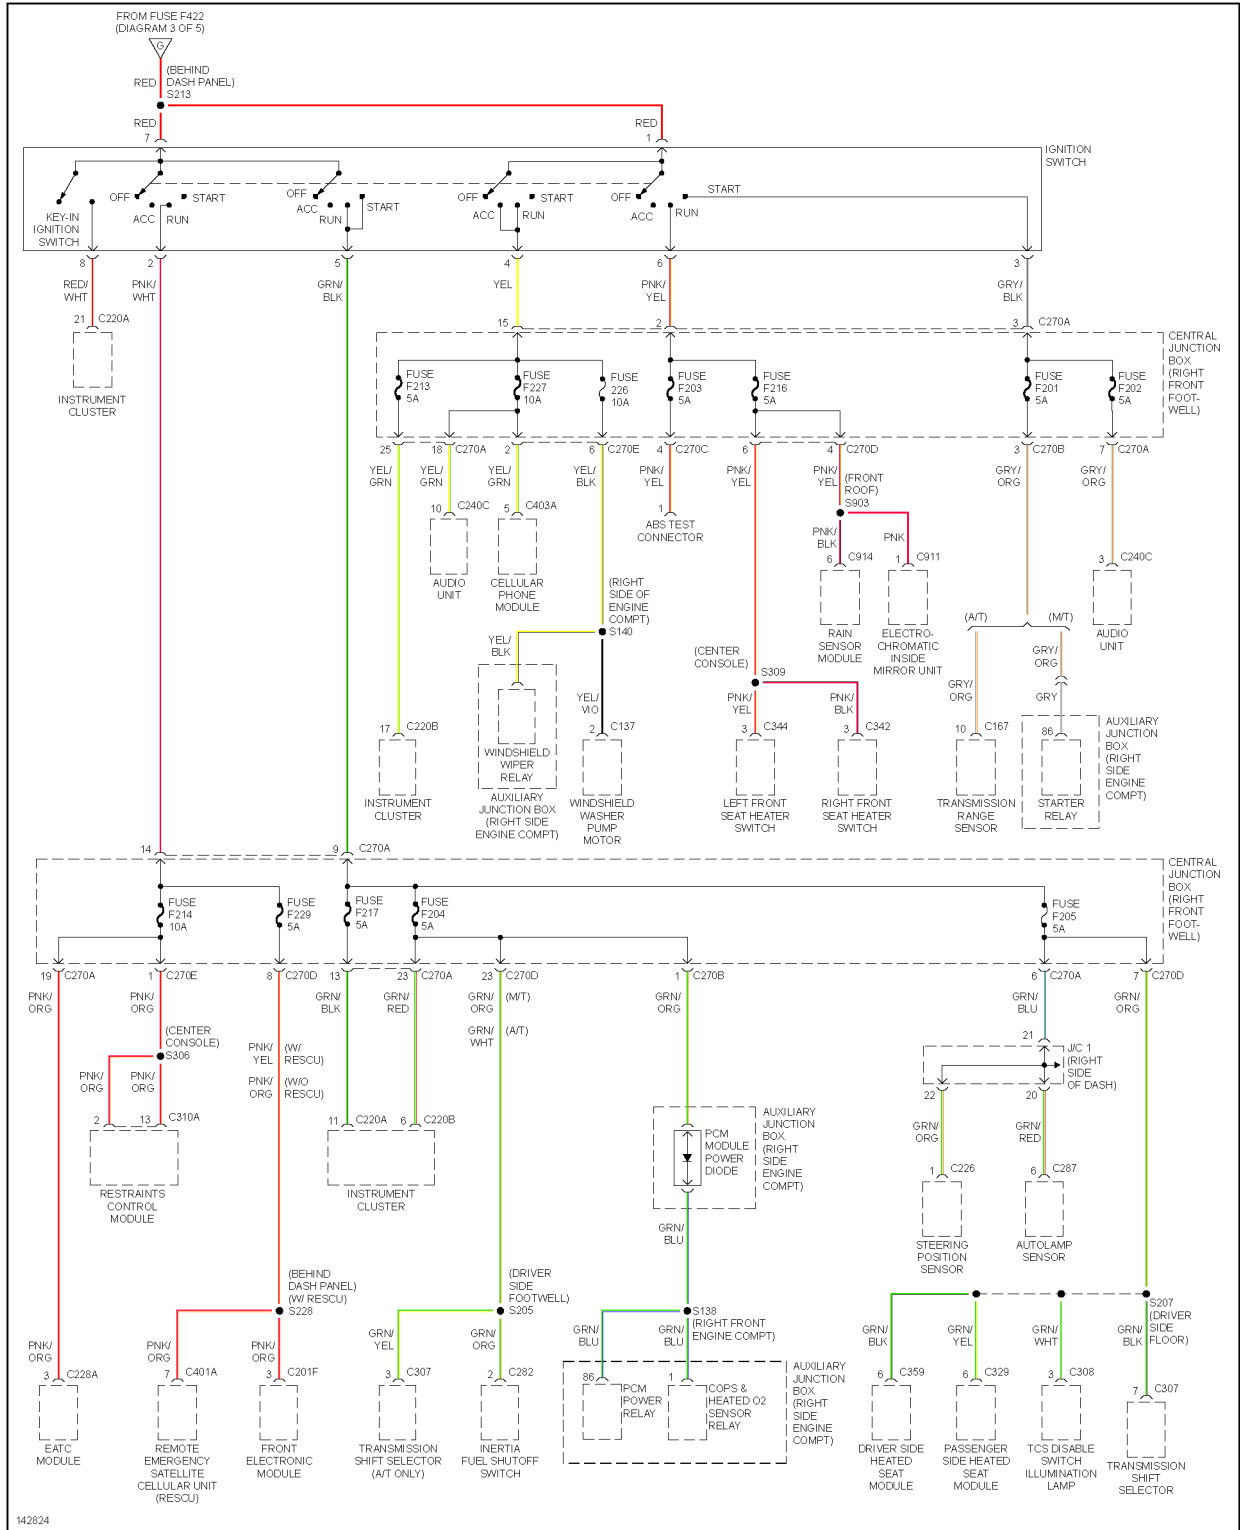 FROM FUSE F422
(DIAGRAM 3 OF 5)
G
RED
(BEHIND
DASH PANEL)
S213
RED
RED
7
1
IGNITION
SWITCH
OFF
START
ACC
RUN
OFF
ACC
RUN
START
OFF
START
ACC
RUN
OFF
ACC
RUN
START
KEY-IN
IGNITION
SWITCH
8
2
5
4
6
3
RED/
WHT
PNK/
WHT
GRN/
BLK
YEL
PNK/
YEL
GRY/
BLK
21
C220A
15
2
3
C270A
INSTRUMENT
CLUSTER
CENTRAL
JUNCTION
BOX
(RIGHT
FRONT
FOOT-
WELL)
FUSE
F213
5A
FUSE
F227
10A
FUSE
226
10A
FUSE
F203
5A
FUSE
F216
5A
FUSE
F201
5A
FUSE
F202
5A
25
18
C270A
2
6
C270E
4
C270C
6
4
C270D
3
C270B
7
C270A
YEL/
GRN
YEL/
GRN
YEL/
GRN
YEL/
BLK
PNK/
YEL
PNK/
YEL
PNK/
YEL
(FRONT
ROOF)
S903
GRY/
ORG
GRY/
ORG
10
C240C
5
C403A
1
ABS TEST
CONNECTOR
PNK/
BLK
PNK
6
C914
1
C911
3
C240C
AUDIO
UNIT
CELLULAR
PHONE
MODULE
(RIGHT
SIDE OF
ENGINE
COMPT)
S140
RAIN
SENSOR
MODULE
ELECTRO-
CHROMATIC
INSIDE
MIRROR UNIT
(A/T)
(M/T)
AUDIO
UNIT
YEL/
BLK
(CENTER
CONSOLE)
S309
GRY/
ORG
GRY/
ORG
GRY
YEL/
VIO
PNK/
YEL
PNK/
BLK
17
C220B
2
C137
3
C344
3
C342
10
C167
86
AUXILIARY
JUNCTION
BOX
(RIGHT
SIDE
ENGINE
COMPT)
WINDSHIELD
WIPER
RELAY
INSTRUMENT
CLUSTER
AUXILIARY
JUNCTION BOX
(RIGHT SIDE
ENGINE COMPT)
WINDSHIELD
WASHER
PUMP
MOTOR
LEFT FRONT
SEAT HEATER
SWITCH
RIGHT FRONT
SEAT HEATER
SWITCH
TRANSMISSION
RANGE
SENSOR
STARTER
RELAY
14
9
C270A
CENTRAL
JUNCTION
BOX
(RIGHT
FRONT
FOOT-
WELL)
FUSE
F214
10A
FUSE
F229
5A
FUSE
F217
5A
FUSE
F204
5A
FUSE
F205
5A
19
C270A
1
C270E
8
C270D
13
23
C270A
23
C270D
1
C270B
6
C270A
7
C270D
PNK/
ORG
PNK/
ORG
GRN/
BLK
GRN/
RED
GRN/
ORG
(M/T)
GRN/
WHT
(A/T)
GRN/
ORG
GRN/
BLU
GRN/
ORG
(CENTER
CONSOLE)
S306
PNK/
YEL
(W/
RESCU)
PNK/
ORG
(W/O
RESCU)
PNK/
ORG
PNK/
ORG
21
J/C 1
(RIGHT
SIDE
OF DASH)
22
20
2
13
C310A
11
C220A
6
C220B
RESTRAINTS
CONTROL
MODULE
INSTRUMENT
CLUSTER
PCM
MODULE
POWER
DIODE
AUXILIARY
JUNCTION
BOX
(RIGHT
SIDE
ENGINE
COMPT)
GRN/
ORG
GRN/
RED
1
C226
6
C287
GRN/
BLU
STEERING
POSITION
SENSOR
AUTOLAMP
SENSOR
(BEHIND
DASH PANEL)
(W/ RESCU)
S228
(DRIVER
SIDE
FOOTWELL)
S205
S138
(RIGHT FRONT
ENGINE COMPT)
S207
(DRIVER
SIDE
FLOOR)
PNK/
ORG
PNK/
ORG
PNK/
ORG
GRN/
YEL
GRN/
ORG
GRN/
BLU
GRN/
BLU
GRN/
BLK
GRN/
YEL
GRN/
WHT
GRN/
BLK
3
C228A
7
C401A
3
C201F
3
C307
2
C282
86
1
6
C359
6
C329
3
C308
7
C307
PCM
POWER
RELAY
COPS &
HEATED O2
SENSOR
RELAY
AUXILIARY
JUNCTION
BOX
(RIGHT
SIDE
ENGINE
COMPT)
EATC
MODULE
REMOTE
EMERGENCY
SATELLITE
CELLULAR UNIT
(RESCU)
FRONT
ELECTRONIC
MODULE
TRANSMISSION
SHIFT SELECTOR
(A/T ONLY)
INERTIA
FUEL SHUTOFF
SWITCH
DRIVER SIDE
HEATED
SEAT
MODULE
PASSENGER
SIDE HEATED
SEAT
MODULE
TCS DISABLE
SWITCH
ILLUMINATION
LAMP
TRANSMISSION
SHIFT
SELECTOR
142824